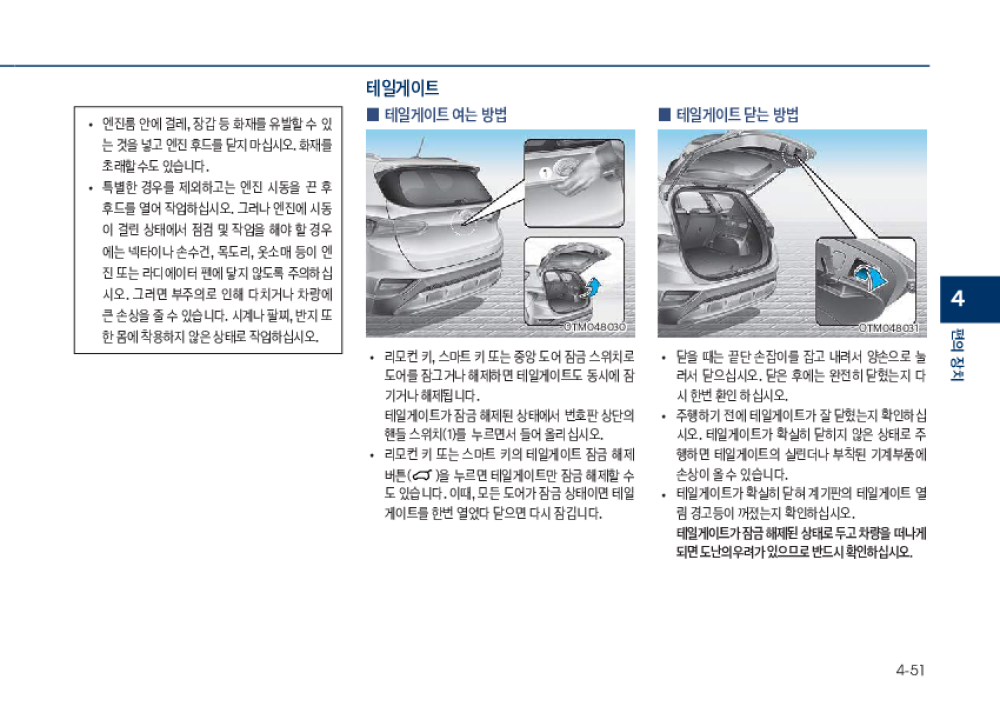 • 엔진룸 안에 걸레, 장갑 등 화재를 유발할 수 있
는 것을 넣고 엔진 후드를 닫지 마십시오. 화재를
초래할 수도 있습니다.
• 특별한 경우를 제외하고는 엔진 시동을 끈 후
후드를 열어 작업하십시오. 그러나 엔진에 시동
이 걸린 상태에서 점검 및 작업을 해야 할 경우
에는 넥타이나 손수건, 목도리, 옷소매 등이 엔
진 또는 라디에이터 팬에 닿지 않도록 주의하십
시오. 그러면 부주의로 인해 다치거나 차량에
큰 손상을 줄 수 있습니다. 시계나 팔찌, 반지 또
한 몸에 착용하지 않은 상태로 작업하십시오.
테일게이트
■ 테일게이트 여는 방법
1
OTM048030
• 리모컨 키, 스마트 키 또는 중앙 도어 잠금 스위치로
도어를 잠그거나 해제하면 테일게이트도 동시에 잠
기거나 해제됩니다.
테일게이트가 잠금 해제된 상태에서 번호판 상단의
핸들 스위치(1)를 누르면서 들어 올리십시오.
• 리모컨 키 또는 스마트 키의 테일게이트 잠금 해제
버튼( )을 누르면 테일게이트만 잠금 해제할 수
도 있습니다. 이때, 모든 도어가 잠금 상태이면 테일
게이트를 한번 열었다 닫으면 다시 잠깁니다.
■ 테일게이트 닫는 방법
OTM048031
• 닫을 때는 끝단 손잡이를 잡고 내려서 양손으로 눌
러서 닫으십시오. 닫은 후에는 완전히 닫혔는지 다
시 한번 확인 하십시오.
• 주행하기 전에 테일게이트가 잘 닫혔는지 확인하십
시오. 테일게이트가 확실히 닫히지 않은 상태로 주
행하면 테일게이트의 실린더나 부착된 기계부품에
손상이 올 수 있습니다.
• 테일게이트가 확실히 닫혀 계기판의 테일게이트 열
림 경고등이 꺼졌는지 확인하십시오.
테일게이트가 잠금 해제된 상태로 두고 차량을 떠나게
되면 도난의 우려가 있으므로 반드시 확인하십시오.
4
편의 장치
4-51